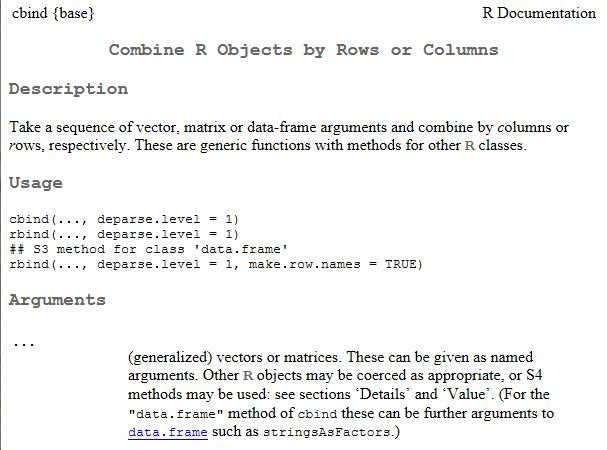 cbind {base} R Documentation
Combine R Objects by Rows or Columns
Description
Take a sequence of vector, matrix or data-frame arguments and combine by columns or
rows, respectively. These are generic functions with methods for other R classes.
Usage
cbind(..., deparse.level = 1)
rbind(..., deparse.level = 1)
## S3 method for class 'data.frame'
rbind(..., deparse.level = 1, make.row.names = TRUE)
Arguments
...
(generalized) vectors or matrices. These can be given as named
arguments. Other R objects may be coerced as appropriate, or S4
methods may be used: see sections ‘Details’ and ‘Value’. (For the
"data.frame" method of cbind these can be further arguments to
data.frame such as stringsAsFactors.)